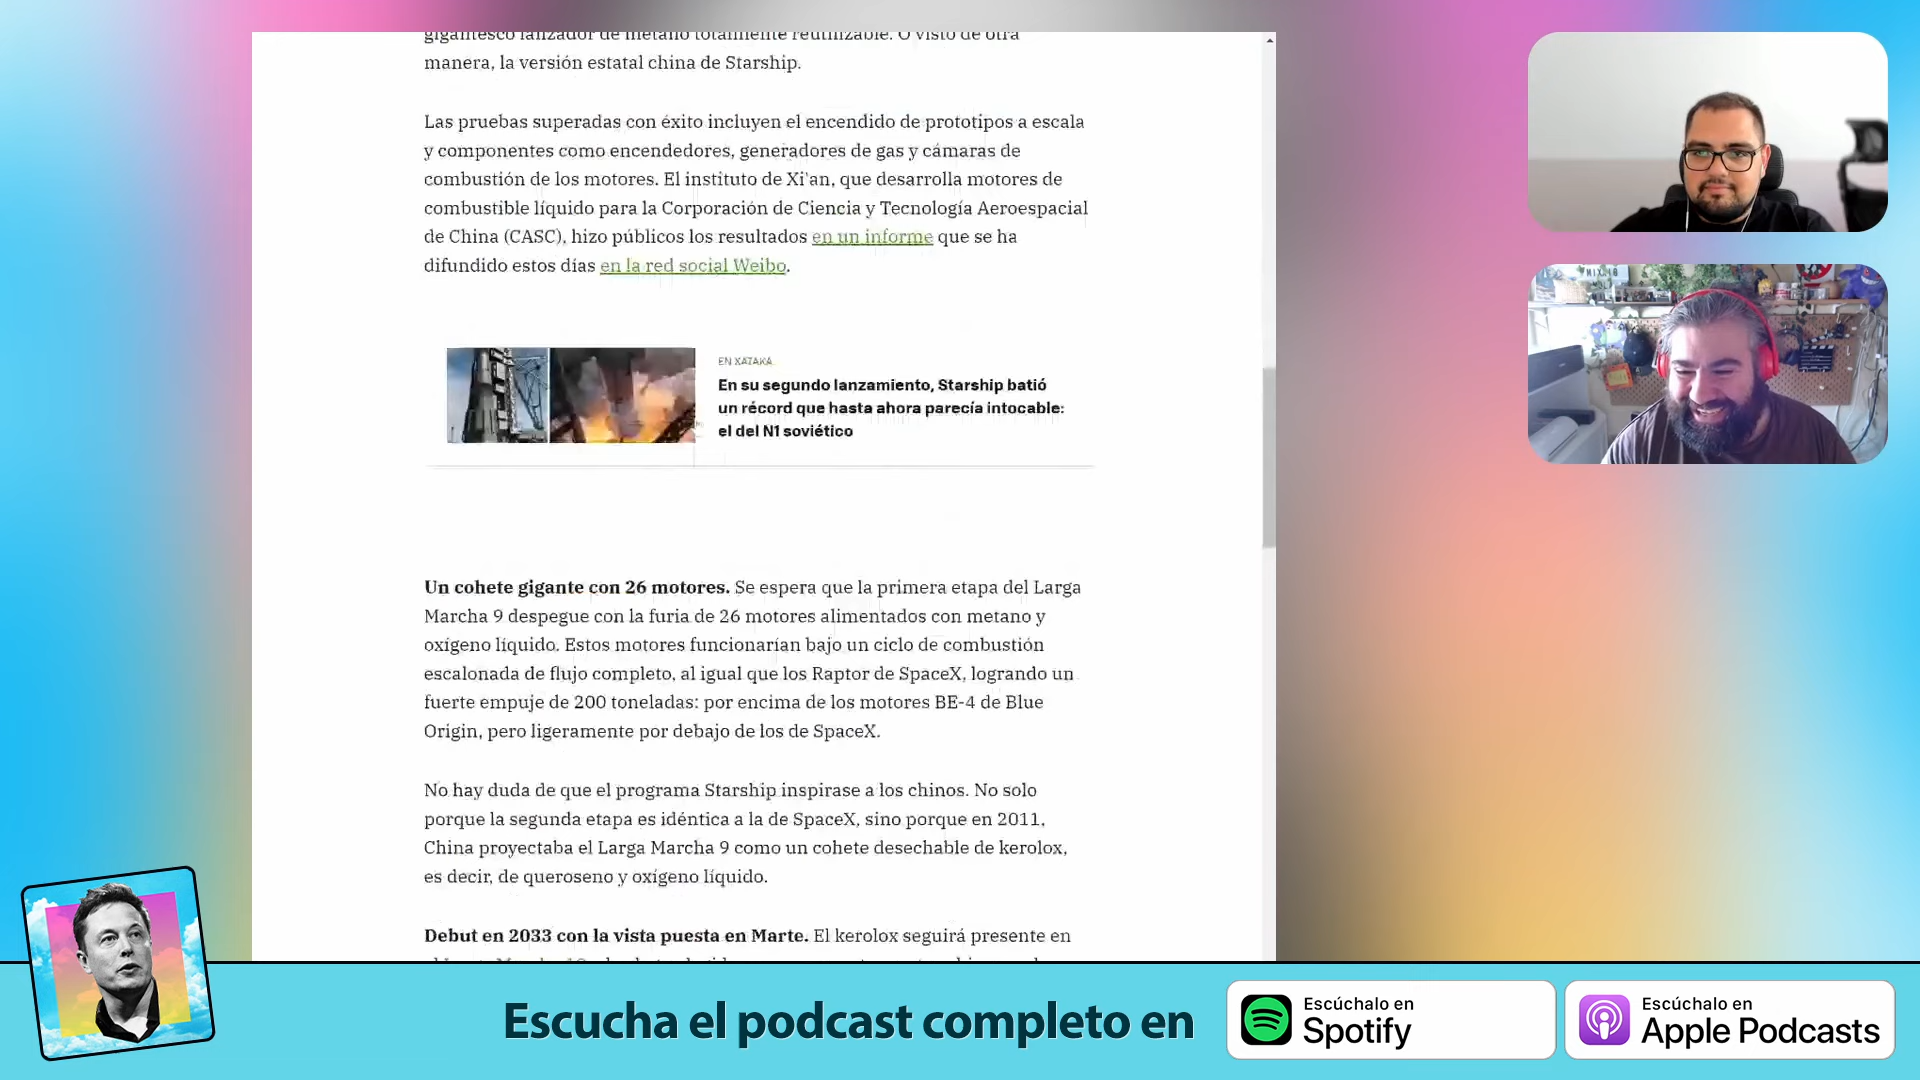 gigantesco lanzador de metano totalmente reutilizable. O visto de otra
manera, la versión estatal china de Starship.
Las pruebas superadas con éxito incluyen el encendido de prototipos a escala
y componentes como encendedores, generadores de gas y cámaras de
combustión de los motores. El instituto de Xi'an, que desarrolla motores de
combustible líquido para la Corporación de Ciencia y Tecnología Aeroespacial
de China (CASC), hizo públicos los resultados en un informe que se ha
difundido estos días en la red social Weibo.
EN XATAKA
En su segundo lanzamiento, Starship batió
un récord que hasta ahora parecía intocable:
el del N1 soviético
Un cohete gigante con 26 motores. Se espera que la primera etapa del Larga
Marcha 9 despegue con la furia de 26 motores alimentados con metano y
oxígeno líquido. Estos motores funcionarían bajo un ciclo de combustión
escalonada de flujo completo, al igual que los Raptor de SpaceX, logrando un
fuerte empuje de 200 toneladas: por encima de los motores BE-4 de Blue
Origin, pero ligeramente por debajo de los de SpaceX.
No hay duda de que el programa Starship inspirase a los chinos. No solo
porque la segunda etapa es idéntica a la de SpaceX, sino porque en 2011,
China proyectaba el Larga Marcha 9 como un cohete desechable de kerolox,
es decir, de queroseno y oxígeno líquido.
Debut en 2033 con la vista puesta en Marte. El kerolox seguirá presente en
Escucha el podcast completo en
Escúchalo en
Spotify
Escúchalo en
Apple Podcasts